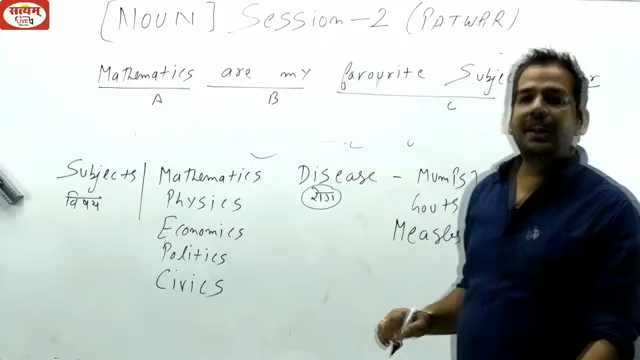 सत्यम्
LIVE
[NOUN] Session-2 (PATWAR)
Mathematics are my favourite Subjec
A B C
Subjects Mathematics Disease - Mumps
विषय Physics रोग Gouts
Economics Measles
Politics
Civics